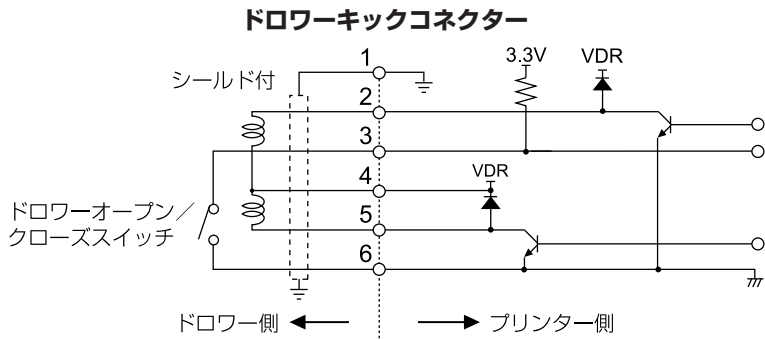 ドロワーキックコネクター
シールド付
1
3.3V
VDR
2
3
4
VDR
ドロワーオープン／
クローズスイッチ
5
6
ドロワー側
プリンター側